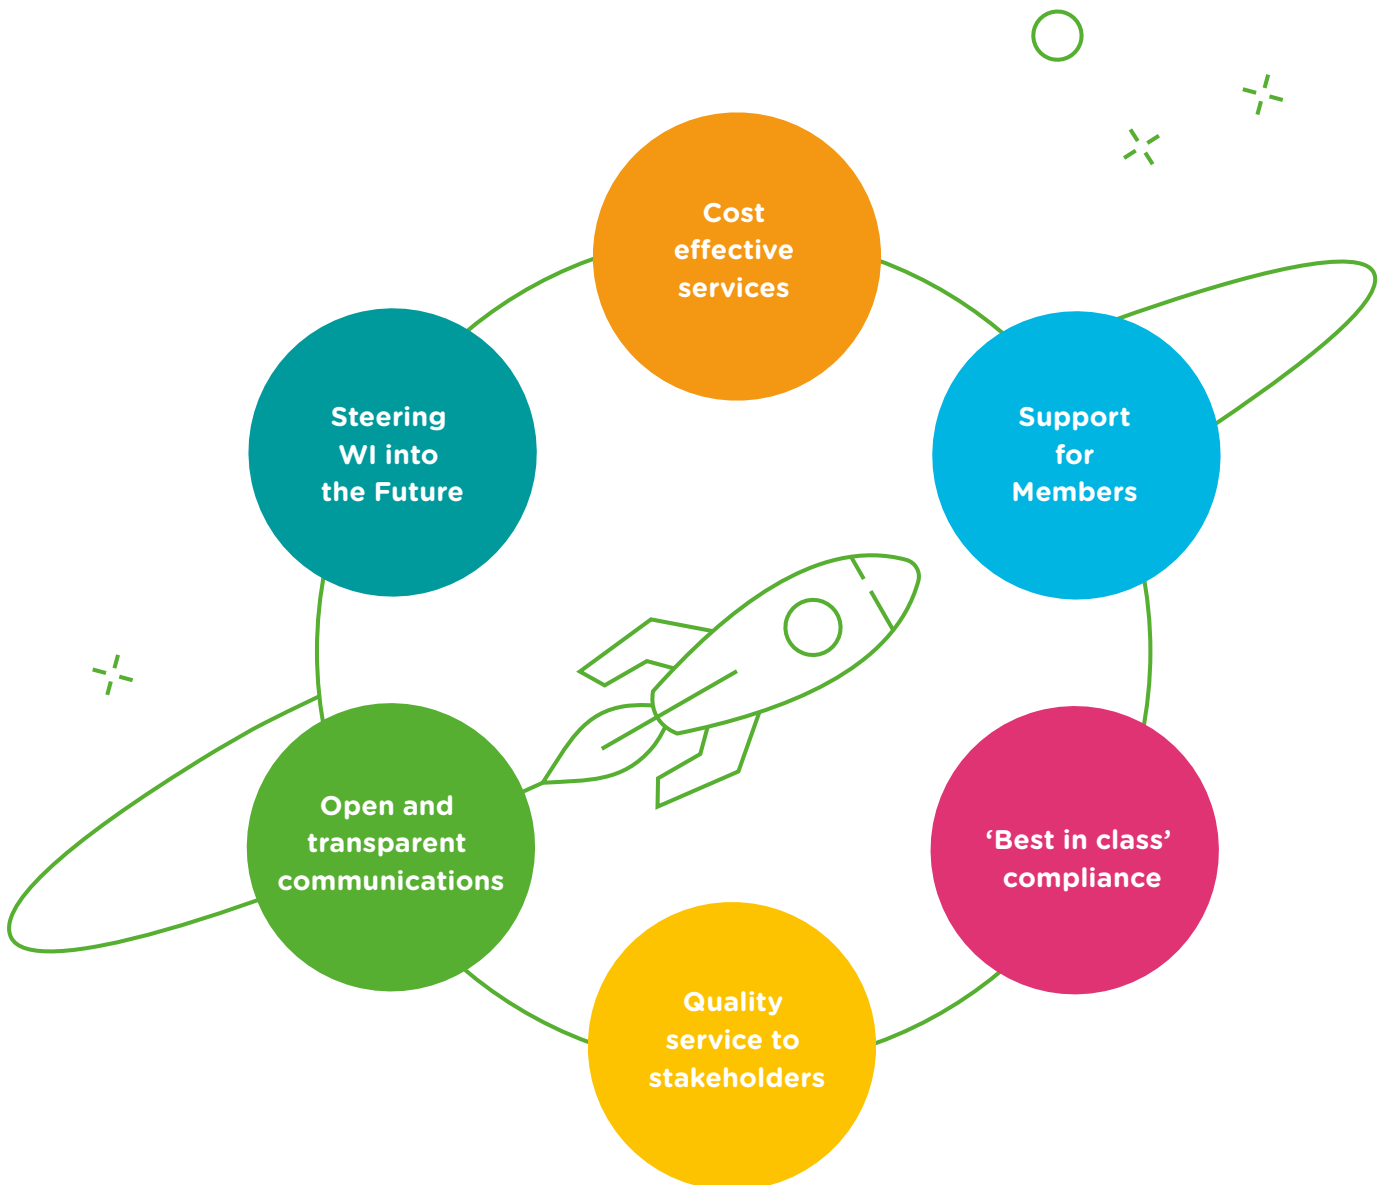 Cost
effective
services
Support
for
Members
‘Best in class’
compliance
Quality
service to
stakeholders
Open and
transparent
communications
Steering
WI into
the Future